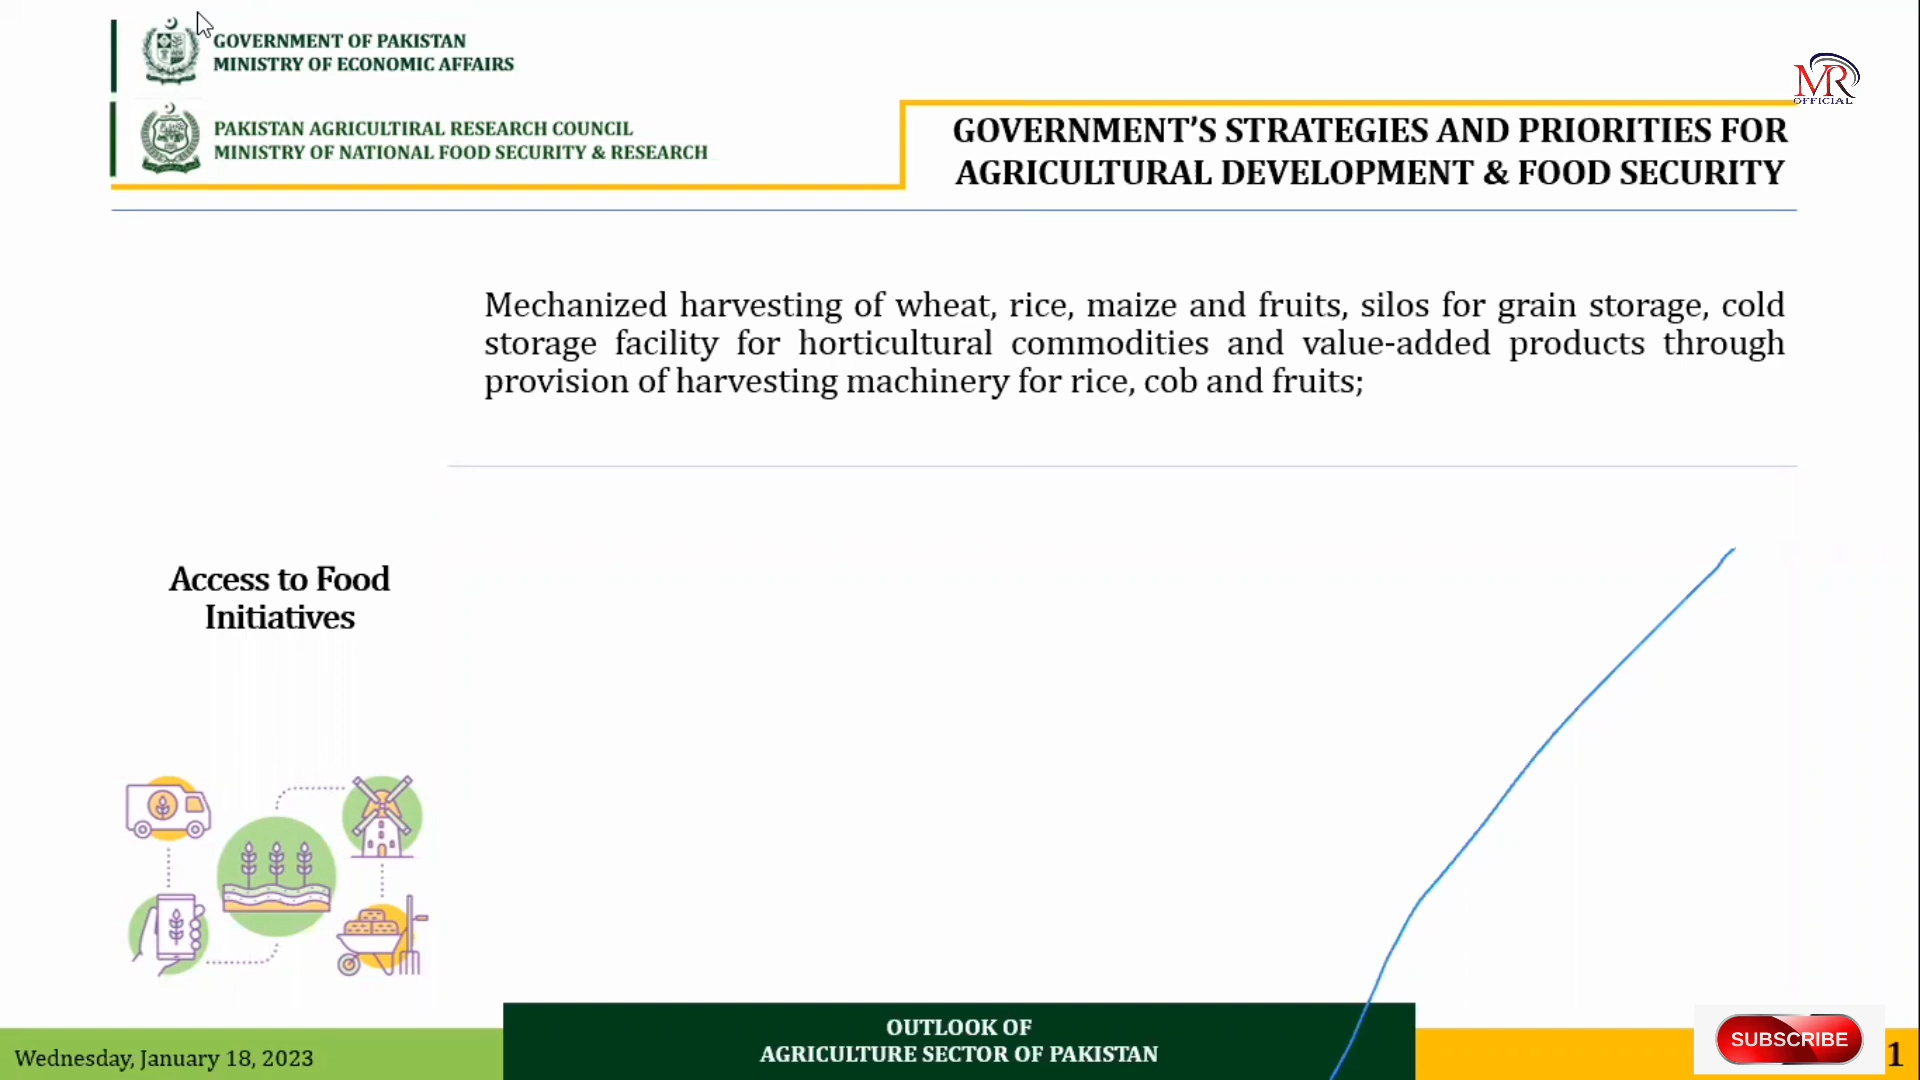 GOVERNMENT OF PAKISTAN
MINISTRY OF ECONOMIC AFFAIRS
PAKISTAN AGRICULTIRAL RESEARCH COUNCIL
MINISTRY OF NATIONAL FOOD SECURITY & RESEARCH
MR
OFFICIAL
GOVERNMENT’S STRATEGIES AND PRIORITIES FOR
AGRICULTURAL DEVELOPMENT & FOOD SECURITY
Mechanized harvesting of wheat, rice, maize and fruits, silos for grain storage, cold
storage facility for horticultural commodities and value-added products through
provision of harvesting machinery for rice, cob and fruits;
Access to Food
Initiatives
Wednesday, January 18, 2023
OUTLOOK OF
AGRICULTURE SECTOR OF PAKISTAN
SUBSCRIBE
1